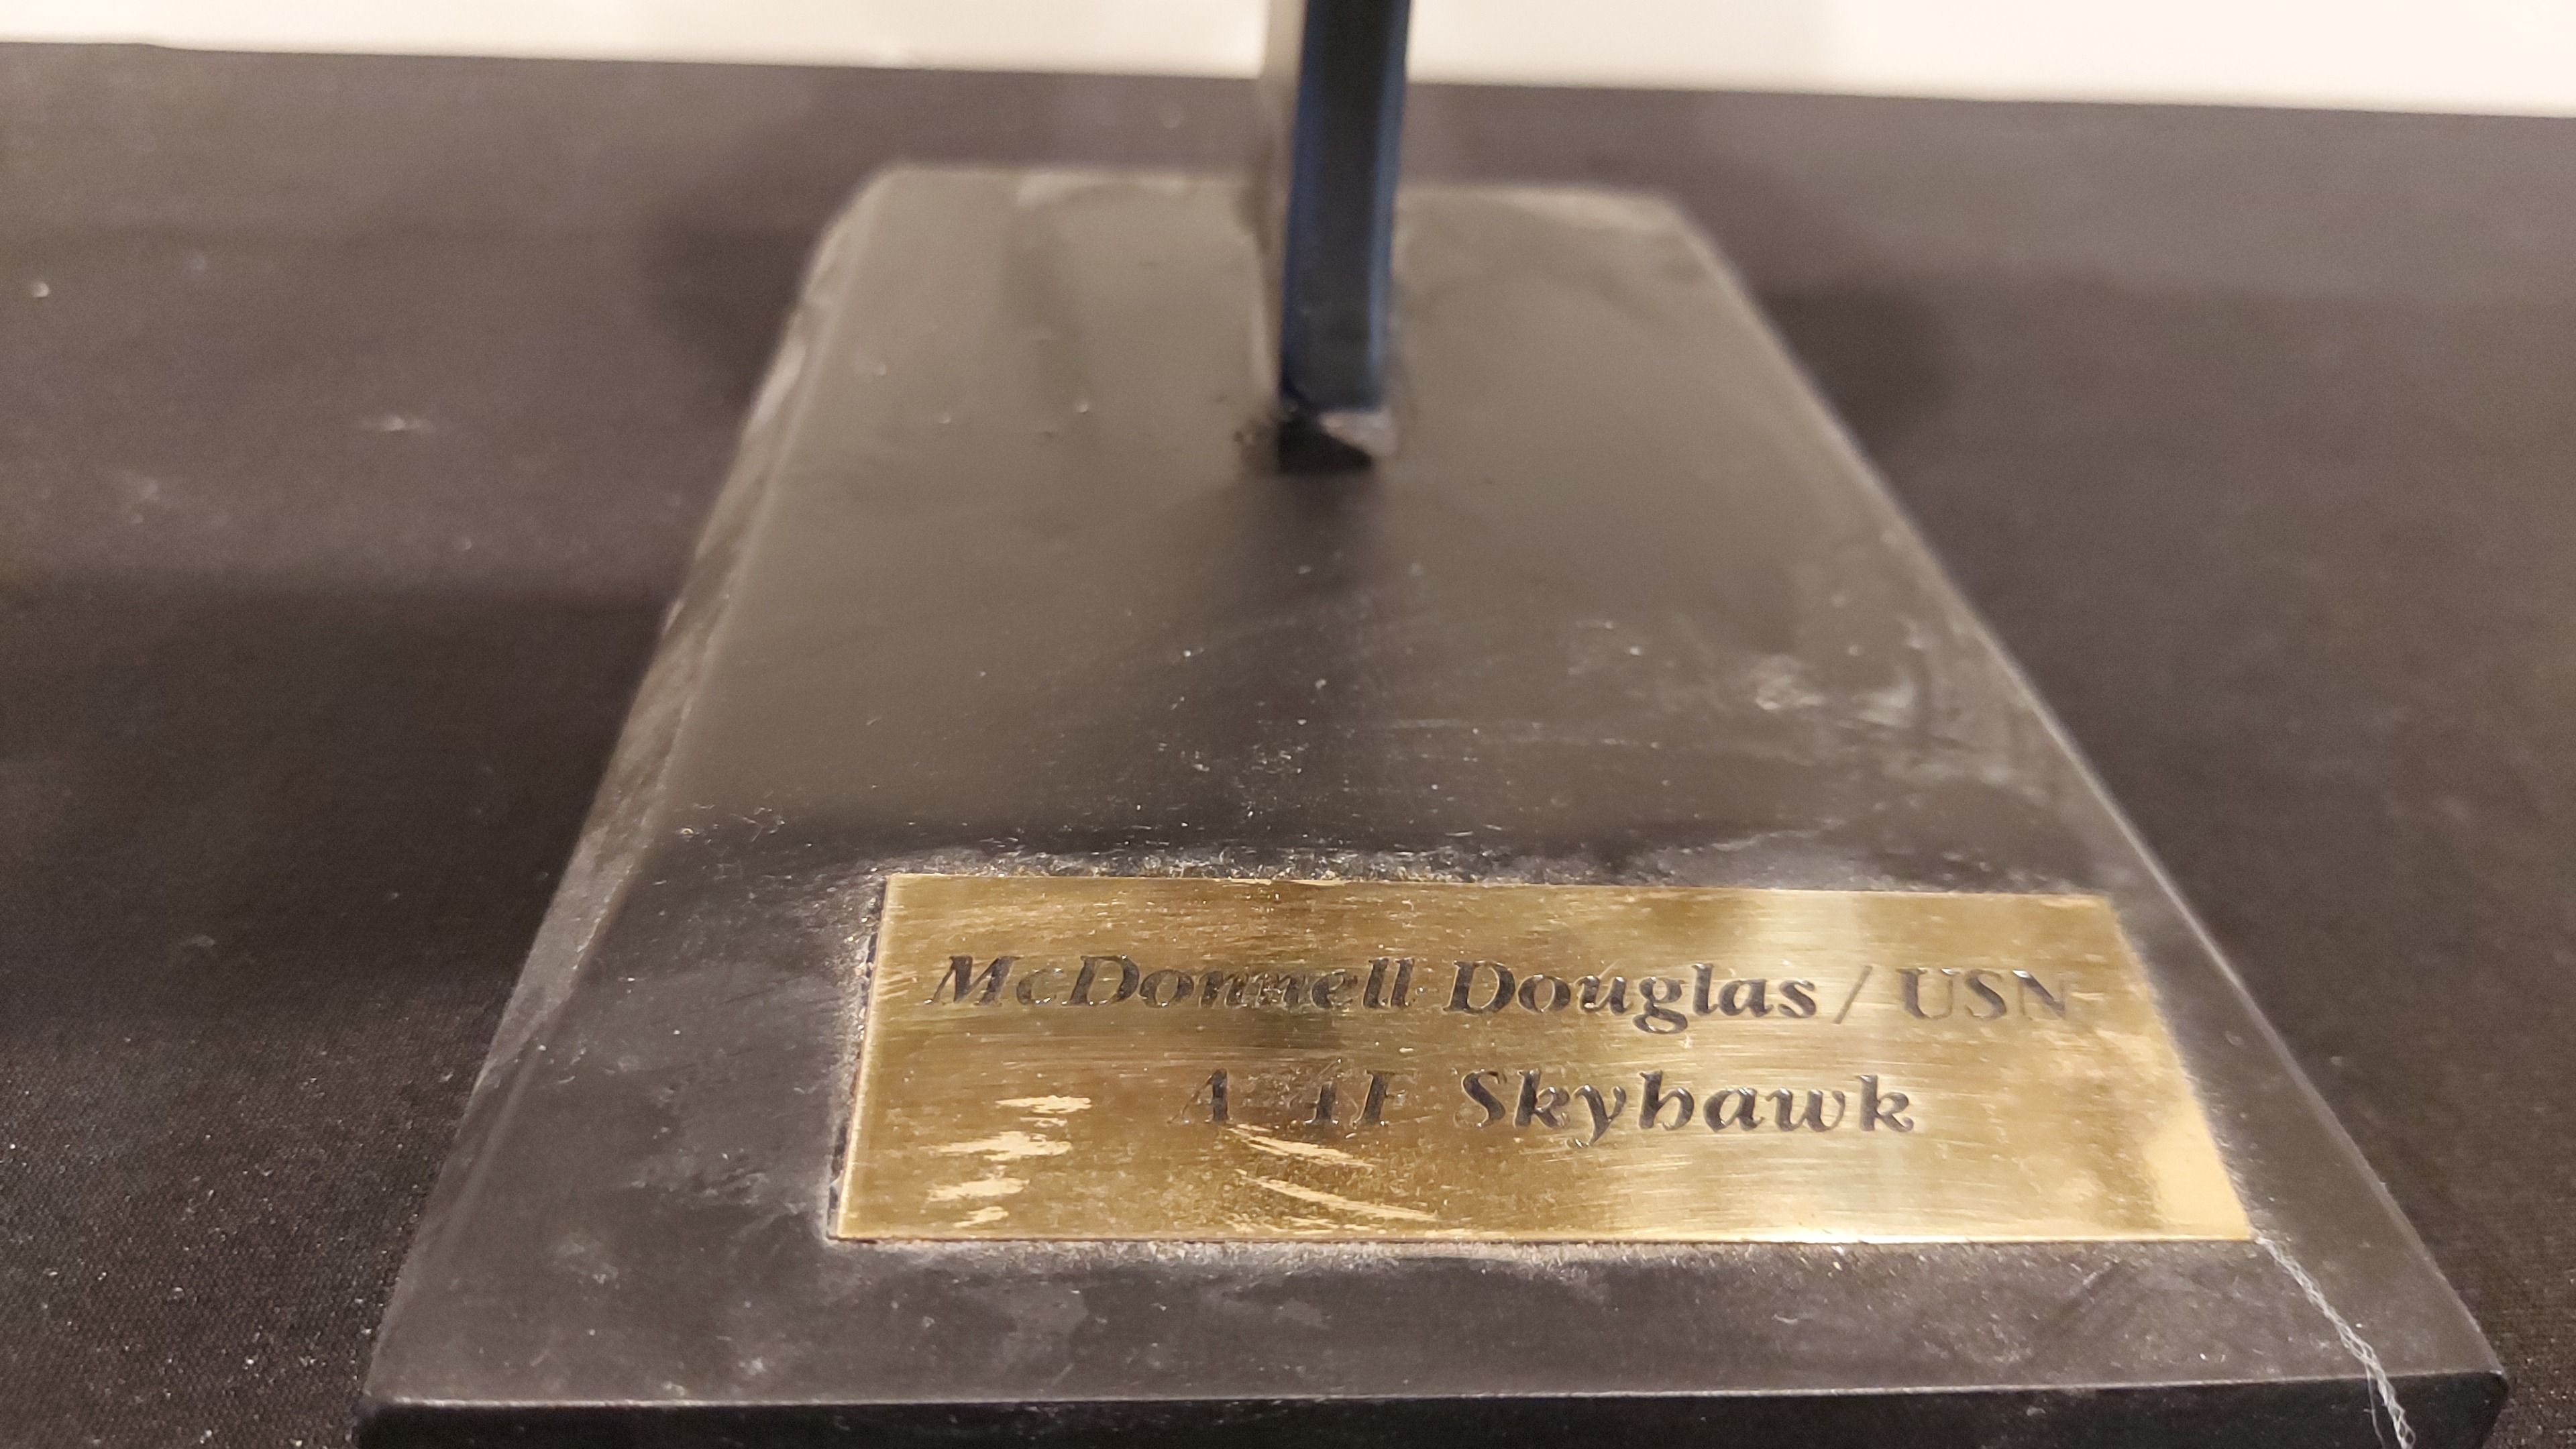 McDonnell Douglas / USN
A-4F Skyhawk